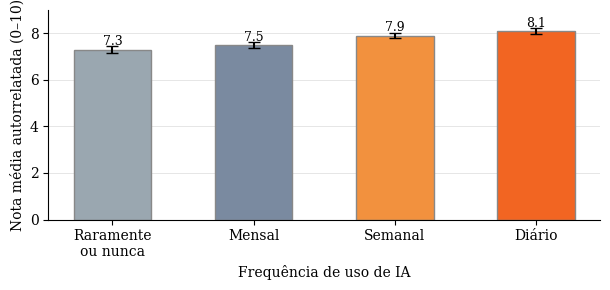 Nota média autorrelatada (0–10)
8
6
4
2
0
7.3
7.5
7.9
8.1
Raramente
ou nunca
Mensal
Semanal
Diário
Frequência de uso de IA